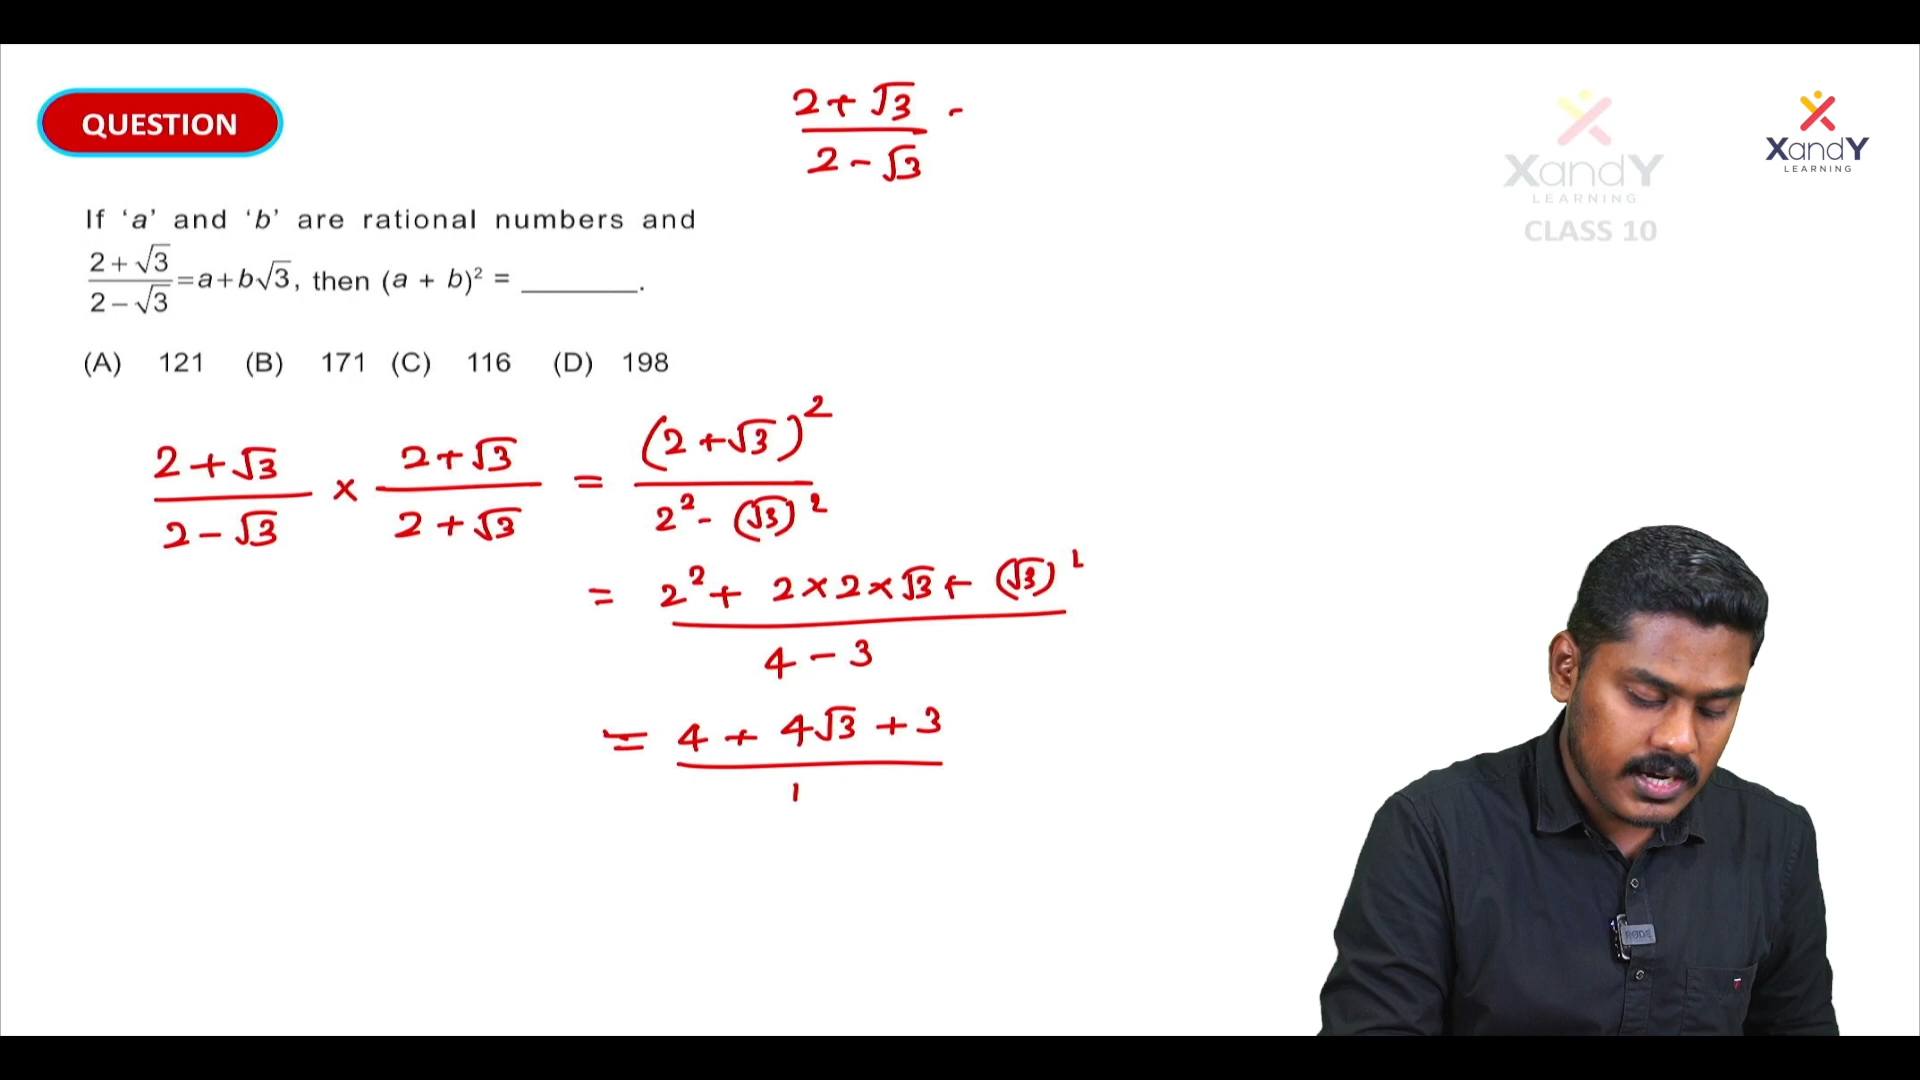 QUESTION
2 + √3 -
2 - √3
XandY
LEARNING
CLASS 10
XandY
LEARNING
If ‘a’ and ‘b’ are rational numbers and
2 + √3
2 – √3
= a + b√3, then (a + b)² = ________.
(A) 121 (B) 171 (C) 116 (D) 198
2 + √3 × 2 + √3 = (2 + √3)²
2 - √3 2 + √3 2² - (√3)²
= 2² + 2 × 2 × √3 + (√3)²
4 - 3
= 4 + 4√3 + 3
1
RØDE